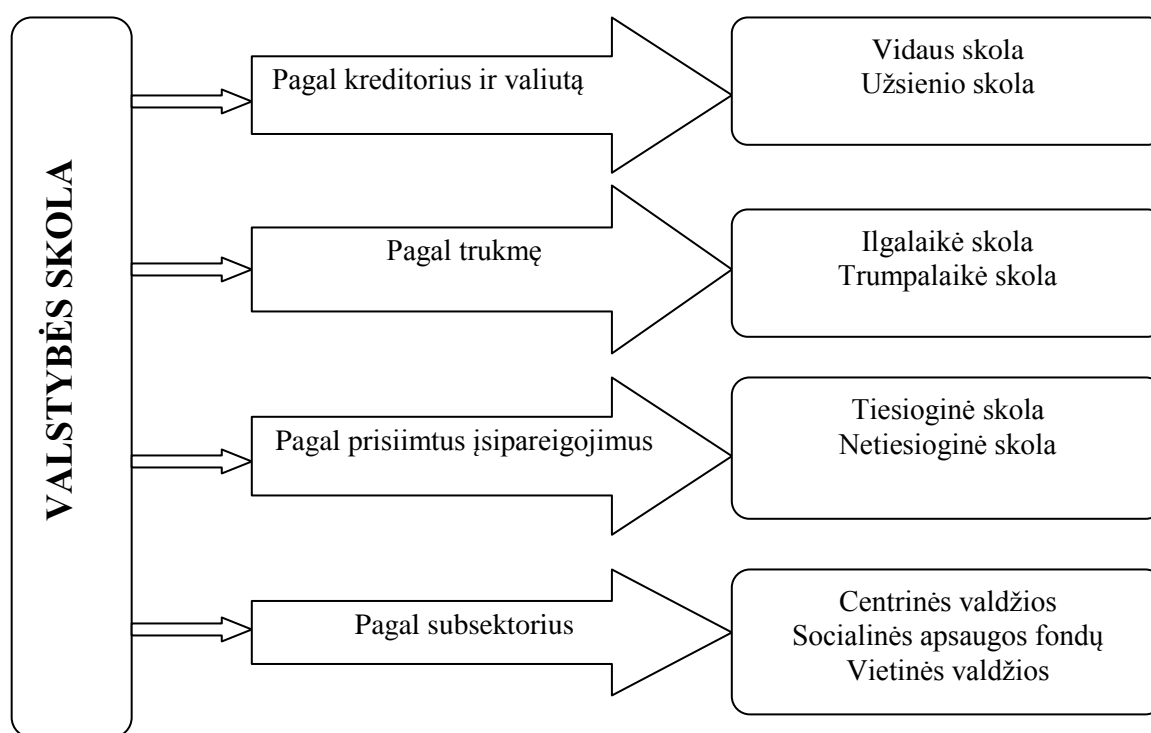 VALSTYBĖS SKOLA
Pagal kreditorius ir valiutą
Vidaus skola
Užsienio skola
Pagal trukmę
Ilgalaikė skola
Trumpalaikė skola
Pagal prisiimtus įsipareigojimus
Tiesioginė skola
Netiesioginė skola
Pagal subsektorius
Centrinės valdžios
Socialinės apsaugos fondų
Vietinės valdžios